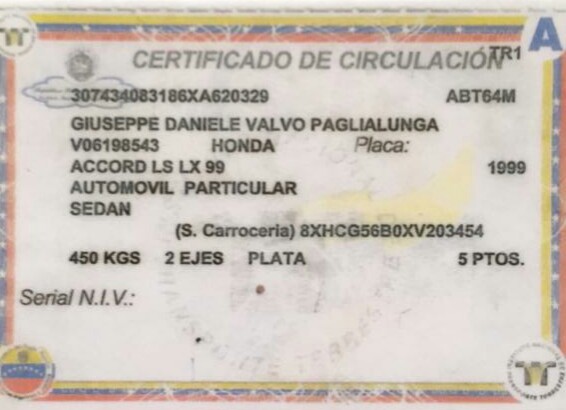 TR1 A
CERTIFICADO DE CIRCULACIÓN
307434083186XA620329 ABT64M
GIUSEPPE DANIELE VALVO PAGLIALUNGA
V06198543 HONDA Placa:
ACCORD LS LX 99 1999
AUTOMOVIL PARTICULAR
SEDAN
(S. Carroceria) 8XHCG56B0XV203454
450 KGS 2 EJES PLATA 5 PTOS.
Serial N.I.V.: